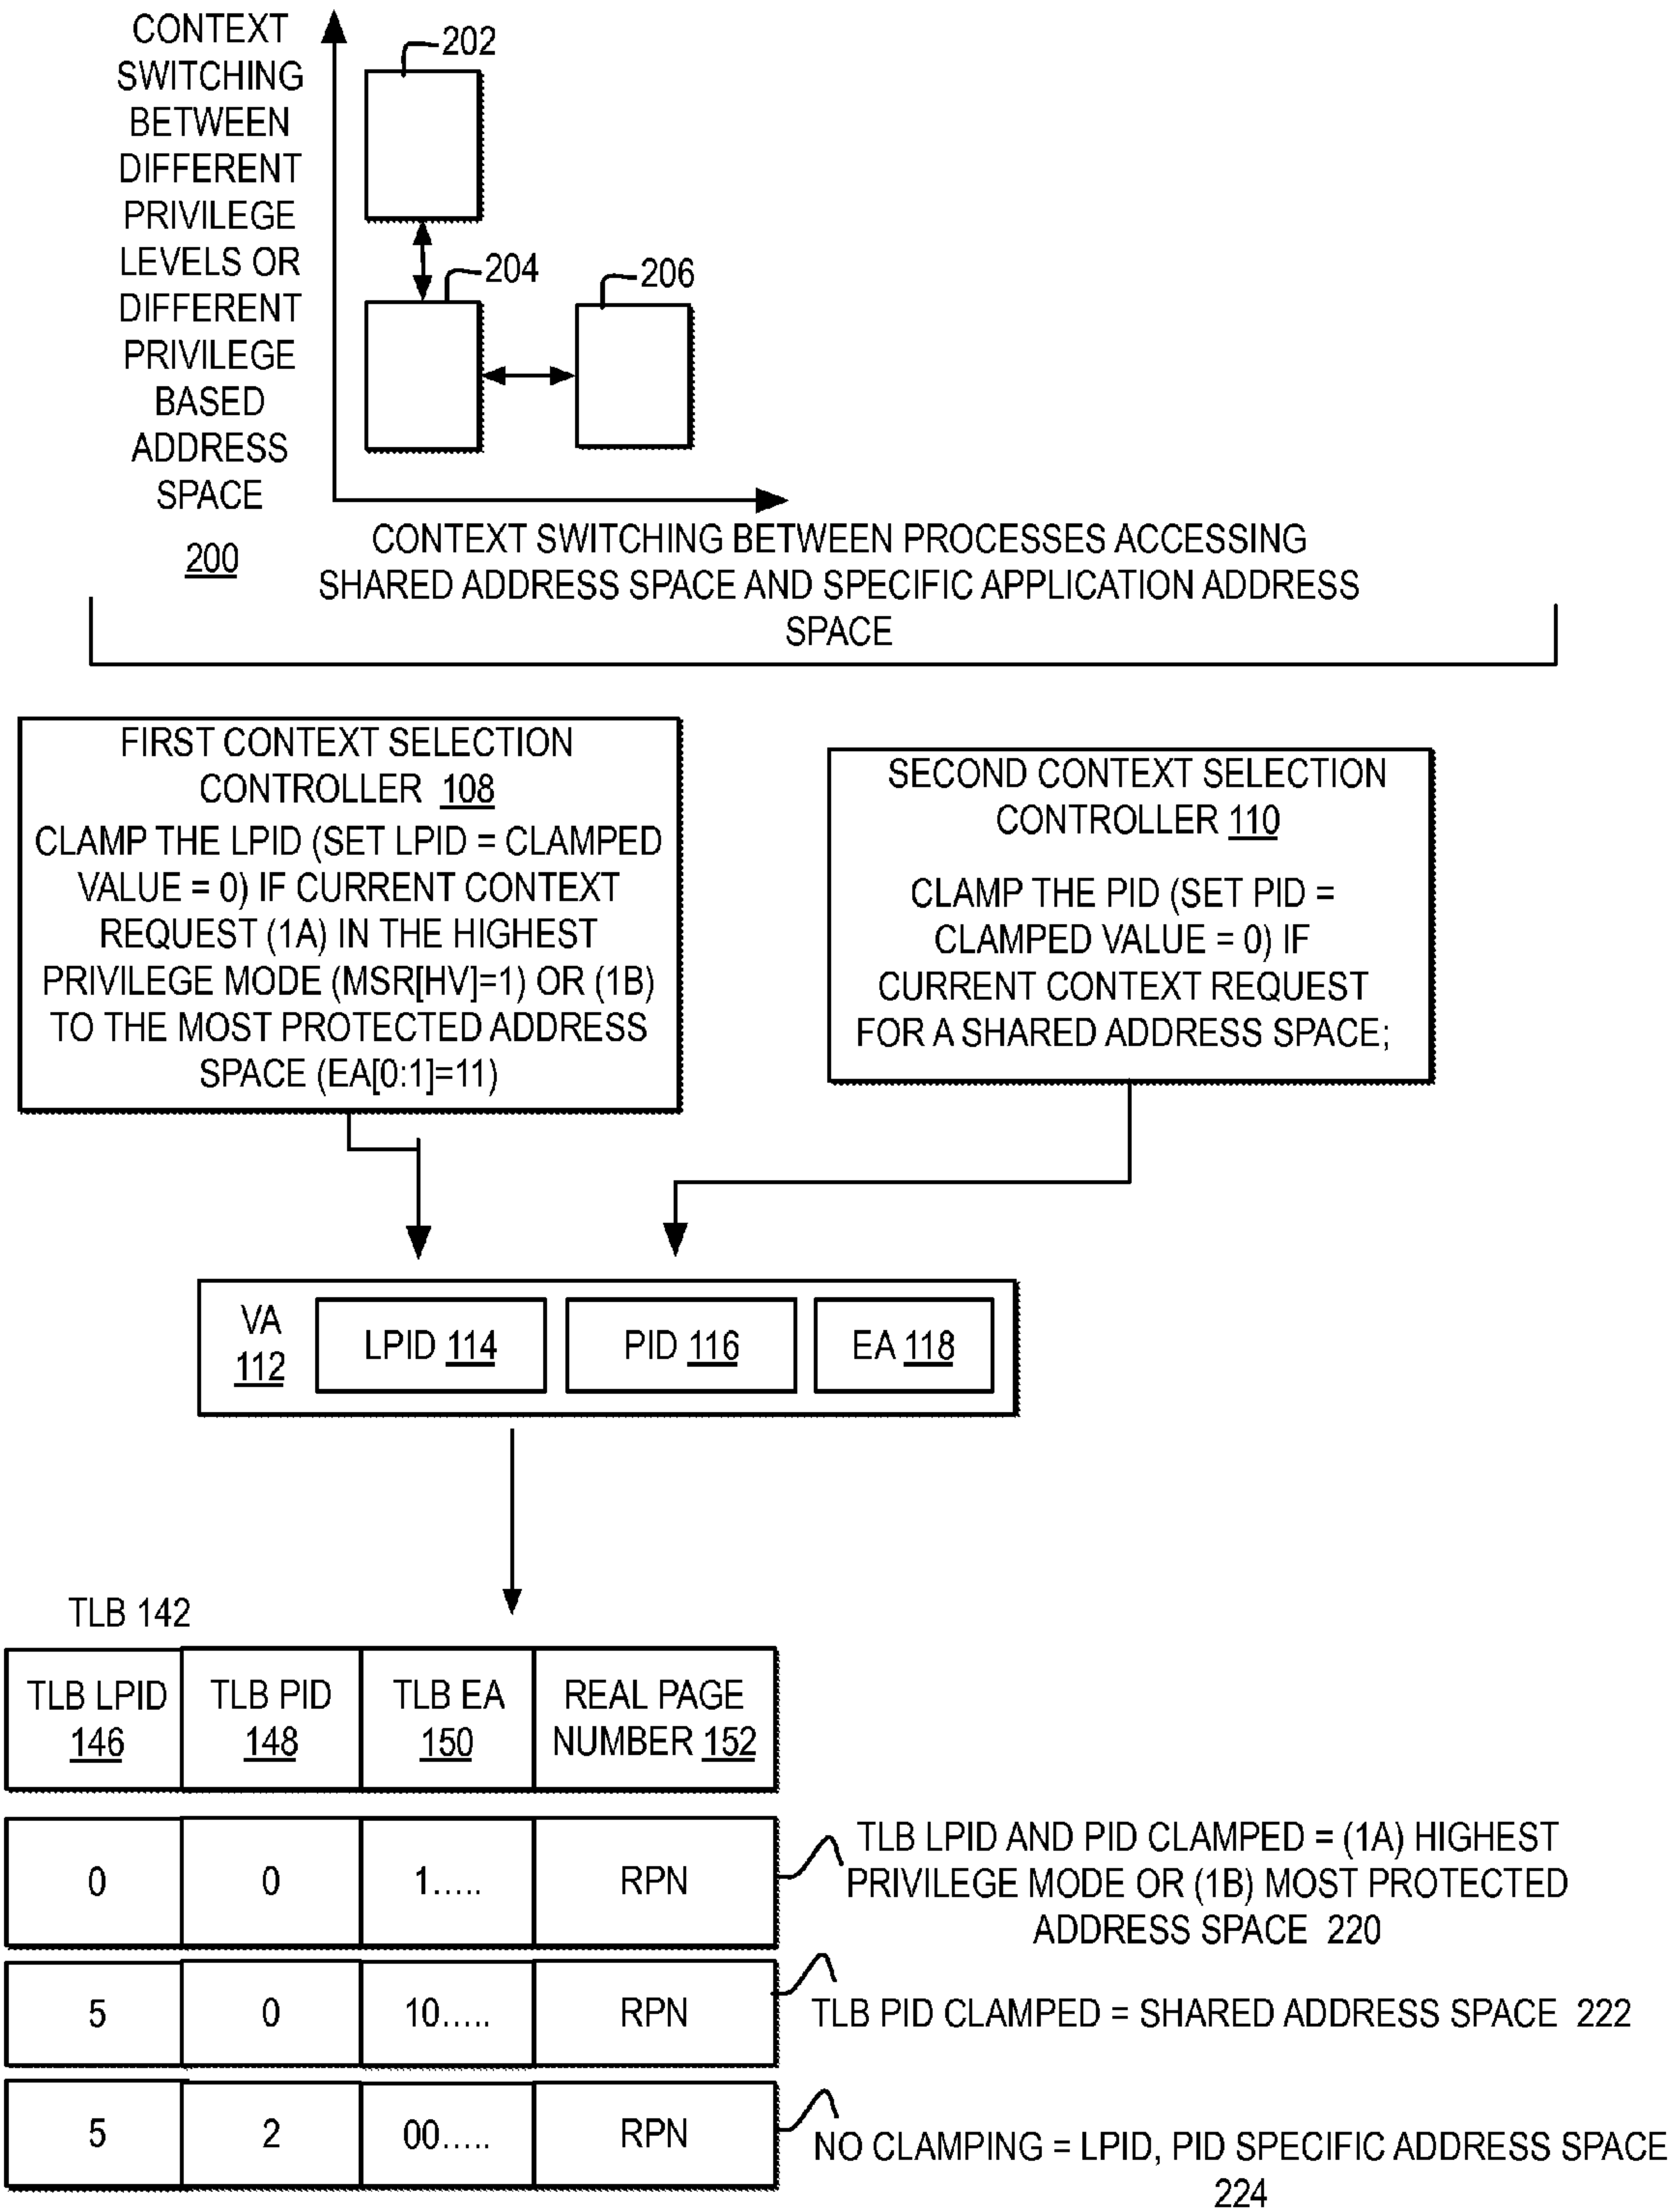 CONTEXT
SWITCHING
BETWEEN
DIFFERENT
PRIVILEGE
LEVELS OR
DIFFERENT
PRIVILEGE
BASED
ADDRESS
SPACE
200
202
204
206
CONTEXT SWITCHING BETWEEN PROCESSES ACCESSING
SHARED ADDRESS SPACE AND SPECIFIC APPLICATION ADDRESS
SPACE
FIRST CONTEXT SELECTION
CONTROLLER 108
CLAMP THE LPID (SET LPID = CLAMPED
VALUE = 0) IF CURRENT CONTEXT
REQUEST (1A) IN THE HIGHEST
PRIVILEGE MODE (MSR[HV]=1) OR (1B)
TO THE MOST PROTECTED ADDRESS
SPACE (EA[0:1]=11)
SECOND CONTEXT SELECTION
CONTROLLER 110
CLAMP THE PID (SET PID =
CLAMPED VALUE = 0) IF
CURRENT CONTEXT REQUEST
FOR A SHARED ADDRESS SPACE;
VA
112
LPID 114
PID 116
EA 118
TLB 142
TLB LPID
146
TLB PID
148
TLB EA
150
REAL PAGE
NUMBER 152
0 0 1..... RPN
TLB LPID AND PID CLAMPED = (1A) HIGHEST
PRIVILEGE MODE OR (1B) MOST PROTECTED
ADDRESS SPACE 220
5 0 10..... RPN
TLB PID CLAMPED = SHARED ADDRESS SPACE 222
5 2 00..... RPN
NO CLAMPING = LPID, PID SPECIFIC ADDRESS SPACE
224